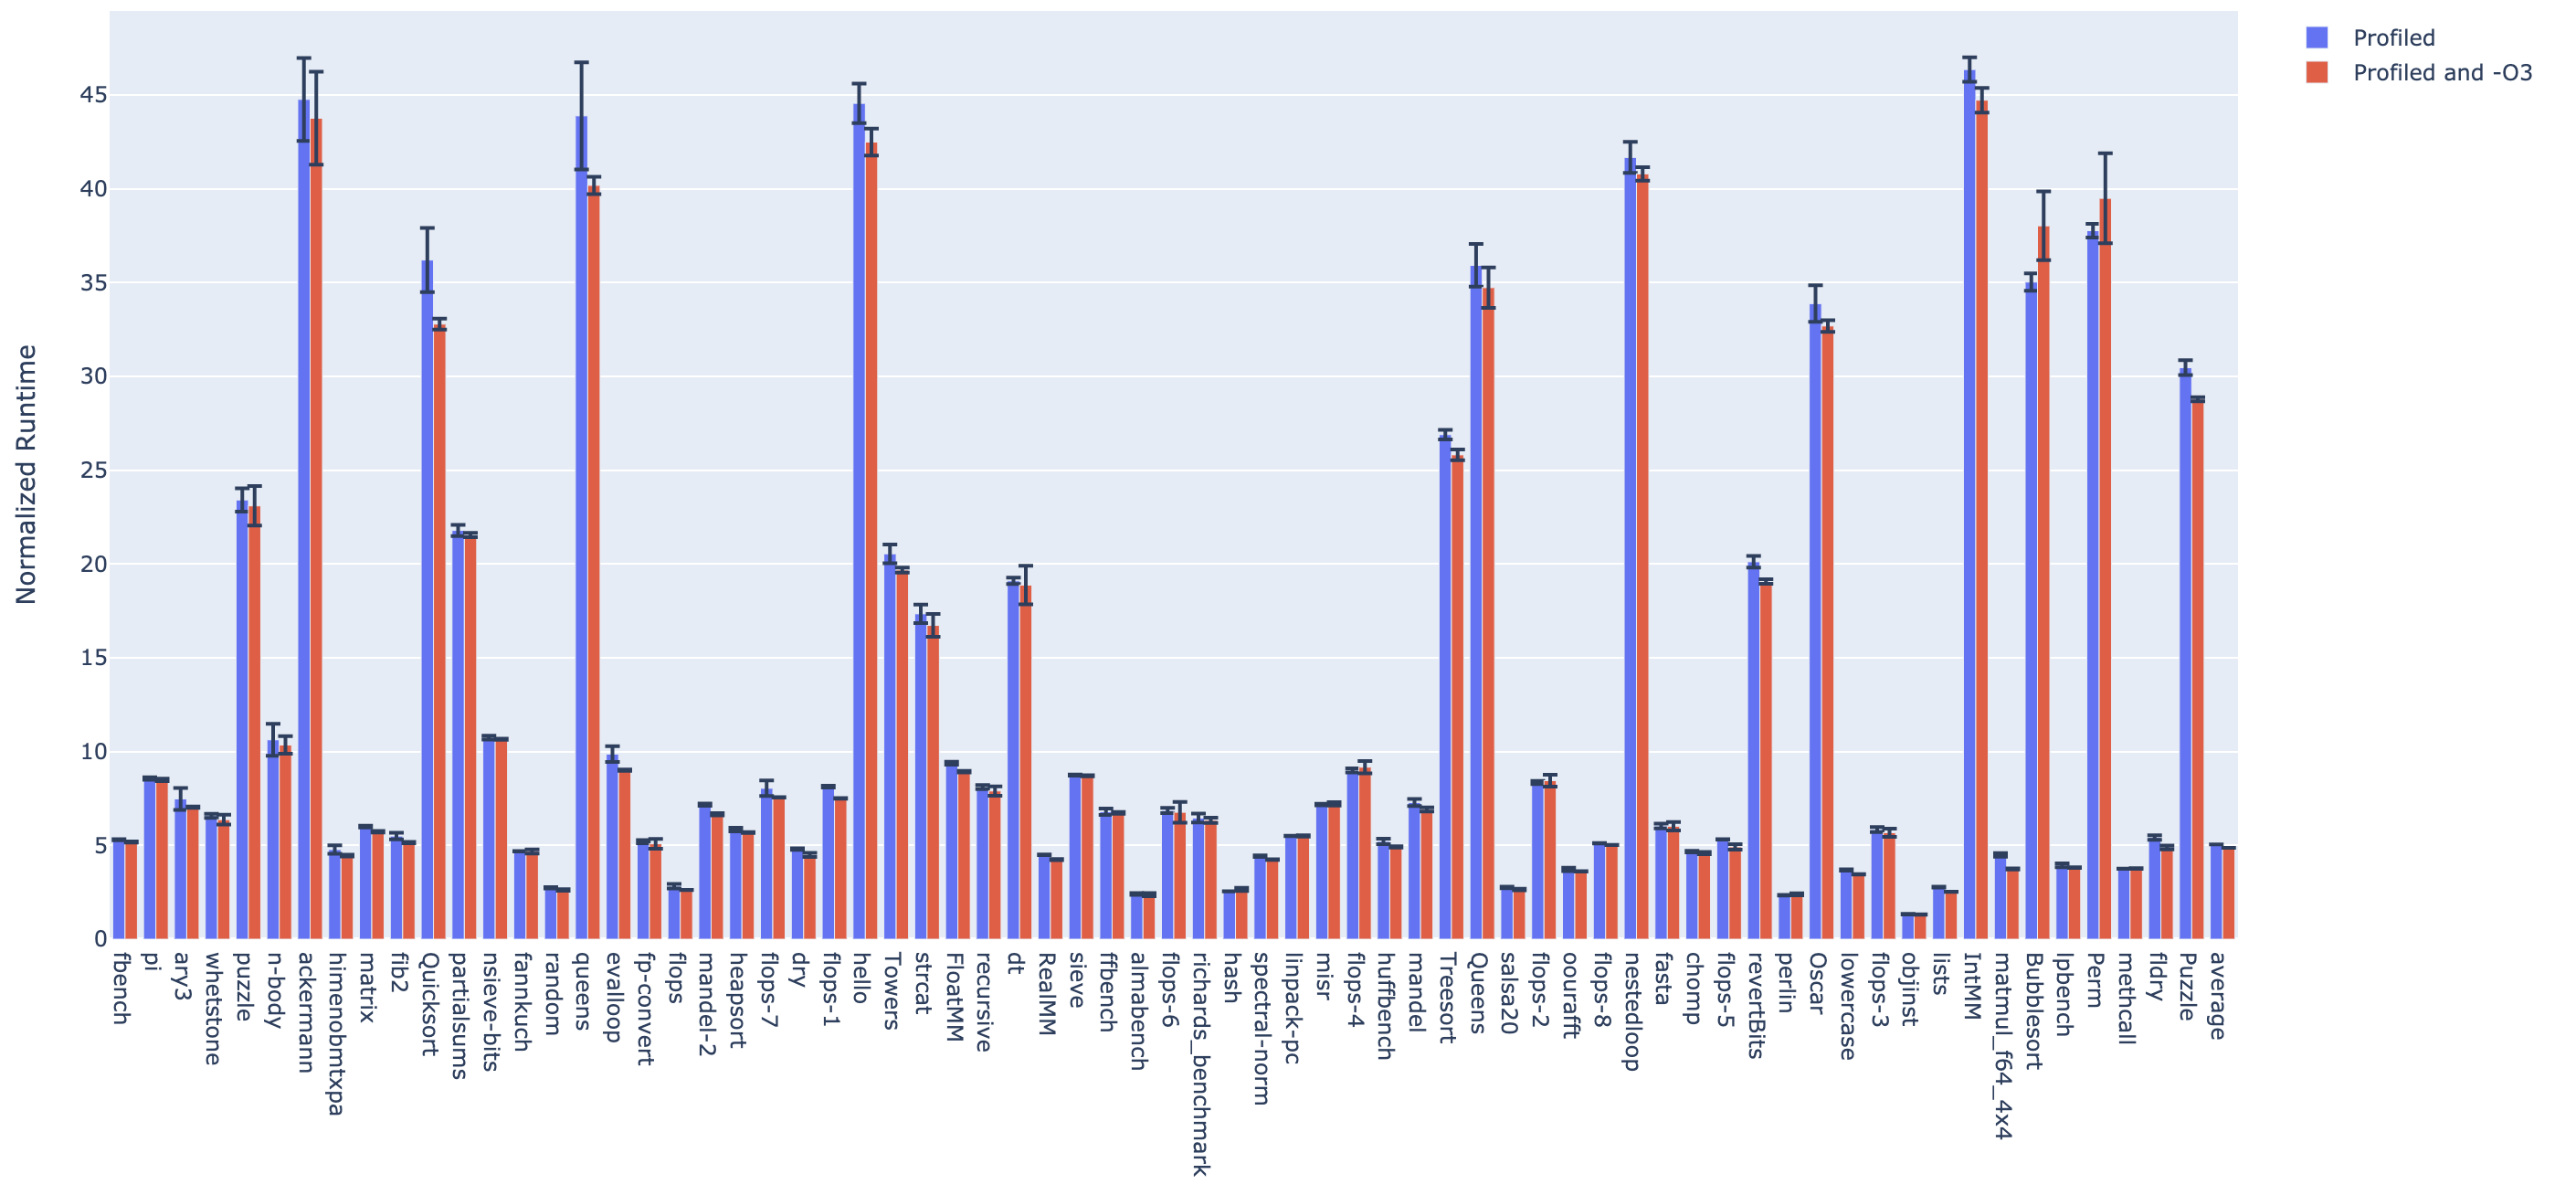 Profiled
Profiled and -O3
Normalized Runtime
45
40
35
30
25
20
15
10
5
0
fbench
pi
ary3
whetstone
puzzle
n-body
ackermann
himenobmtxpa
matrix
fib2
Quicksort
partialsums
nsieve-bits
fannkuch
random
queens
evalloop
fp-convert
flops
mandel-2
heapsort
flops-7
dry
flops-1
hello
Towers
strcat
FloatMM
recursive
dt
RealMM
sieve
ffbench
almabench
flops-6
richards_benchmark
hash
spectral-norm
linpack-pc
misr
flops-4
huffbench
mandel
Treesort
Queens
salsa20
flops-2
oourafft
flops-8
nestedloop
fasta
chomp
flops-5
revertBits
perlin
Oscar
lowercase
flops-3
objinst
lists
IntMM
matmul_f64_4x4
Bubblesort
lpbench
Perm
methcall
fldry
Puzzle
average